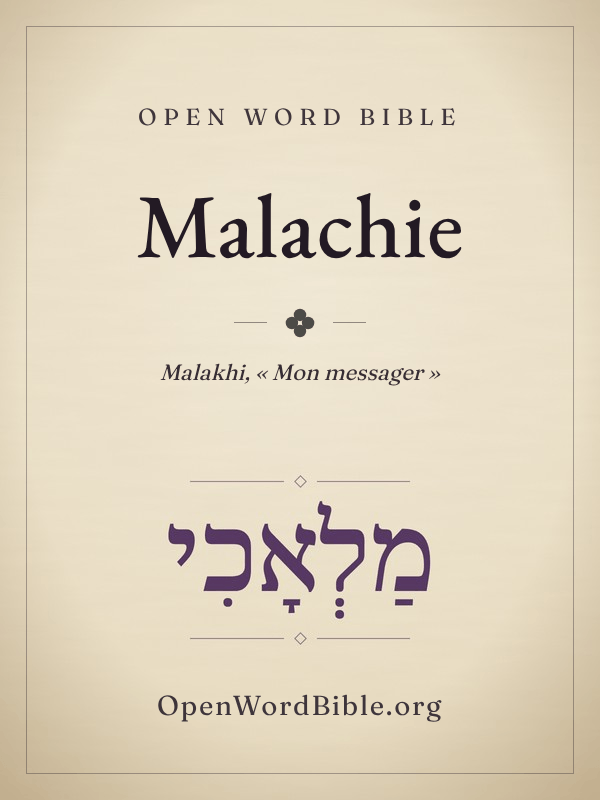 OPEN WORD BIBLE
Malachie
Malakhi, « Mon messager »
מַלְאָכִי
OpenWordBible.org